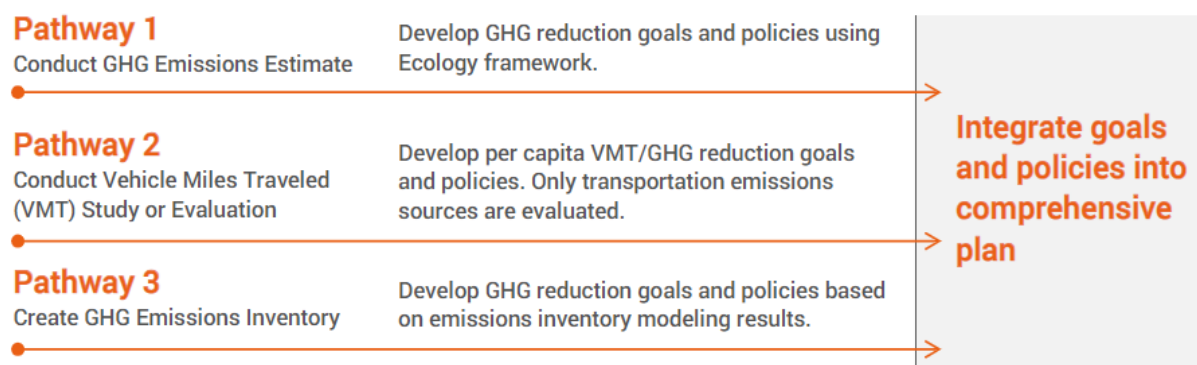 Pathway 1
Conduct GHG Emissions Estimate
Develop GHG reduction goals and policies using
Ecology framework.
Pathway 2
Conduct Vehicle Miles Traveled
(VMT) Study or Evaluation
Develop per capita VMT/GHG reduction goals
and policies. Only transportation emissions
sources are evaluated.
Pathway 3
Create GHG Emissions Inventory
Develop GHG reduction goals and policies based
on emissions inventory modeling results.
Integrate goals
and policies into
comprehensive
plan